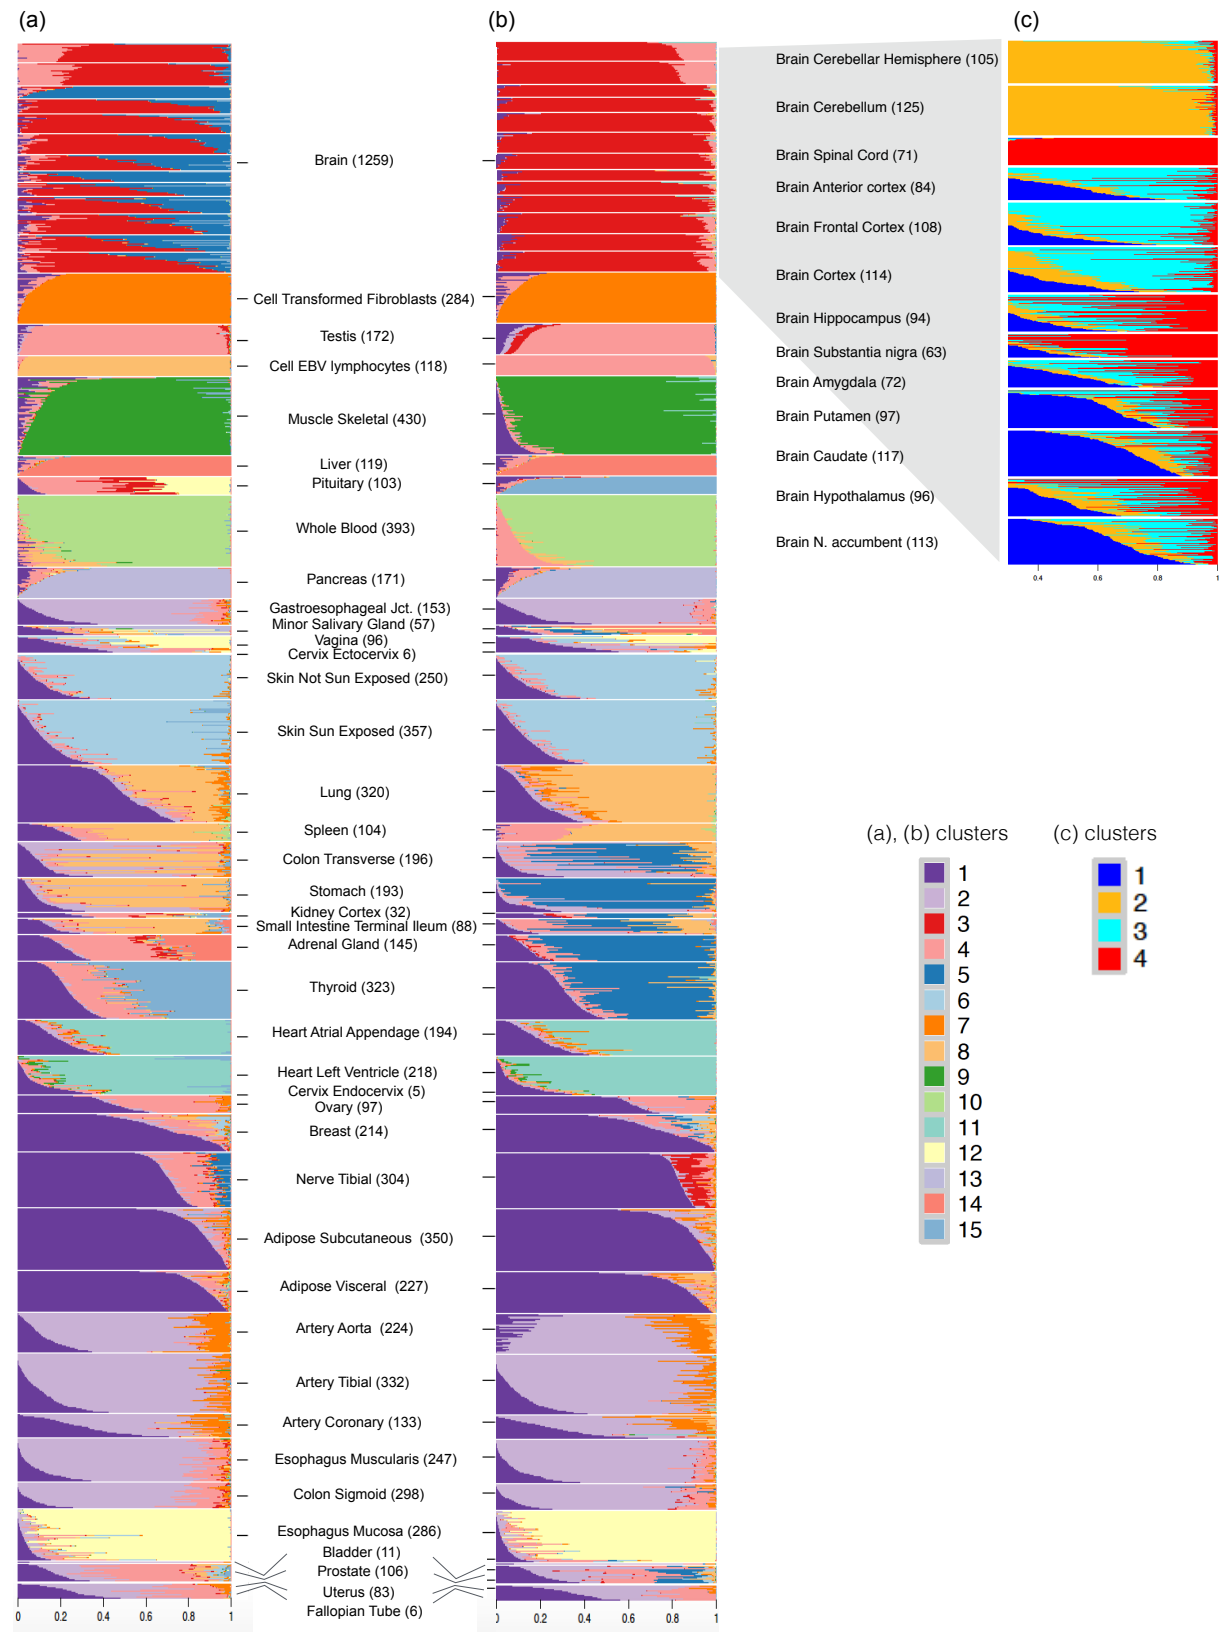 (a)
(b)
(c)
Brain (1259)
Cell Transformed Fibroblasts (284)
Testis (172)
Cell EBV lymphocytes (118)
Muscle Skeletal (430)
Liver (119)
Pituitary (103)
Whole Blood (393)
Pancreas (171)
Gastroesophageal Jct. (153)
Minor Salivary Gland (57)
Vagina (96)
Cervix Ectocervix 6)
Skin Not Sun Exposed (250)
Skin Sun Exposed (357)
Lung (320)
Spleen (104)
Colon Transverse (196)
Stomach (193)
Kidney Cortex (32)
Small Intestine Terminal Ileum (88)
Adrenal Gland (145)
Thyroid (323)
Heart Atrial Appendage (194)
Heart Left Ventricle (218)
Cervix Endocervix (5)
Ovary (97)
Breast (214)
Nerve Tibial (304)
Adipose Subcutaneous (350)
Adipose Visceral (227)
Artery Aorta (224)
Artery Tibial (332)
Artery Coronary (133)
Esophagus Muscularis (247)
Colon Sigmoid (298)
Esophagus Mucosa (286)
Bladder (11)
Prostate (106)
Uterus (83)
Fallopian Tube (6)
0 0.2 0.4 0.6 0.8 1
0 0.2 0.4 0.6 0.8 1
Brain Cerebellar Hemisphere (105)
Brain Cerebellum (125)
Brain Spinal Cord (71)
Brain Anterior cortex (84)
Brain Frontal Cortex (108)
Brain Cortex (114)
Brain Hippocampus (94)
Brain Substantia nigra (63)
Brain Amygdala (72)
Brain Putamen (97)
Brain Caudate (117)
Brain Hypothalamus (96)
Brain N. accumbent (113)
0.4 0.6 0.8 1
(a), (b) clusters
1
2
3
4
5
6
7
8
9
10
11
12
13
14
15
(c) clusters
1
2
3
4